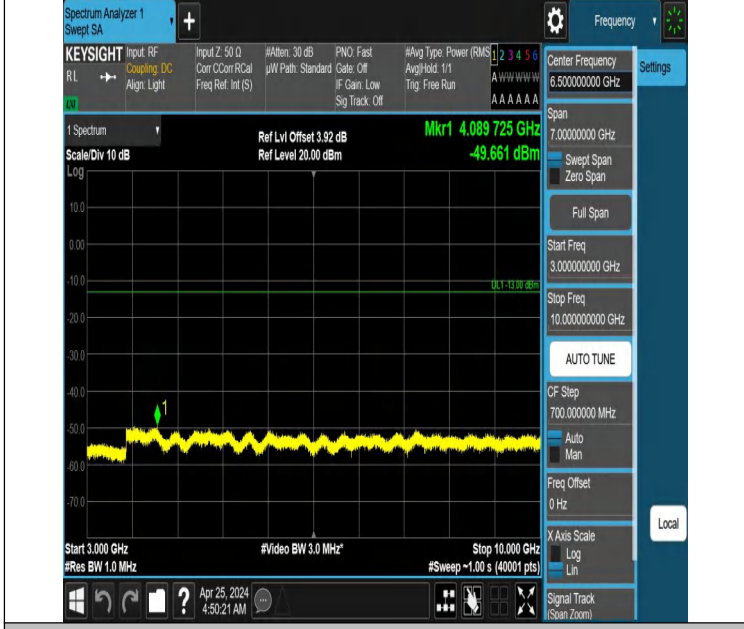 Spectrum Analyzer 1
Swept SA
+
Frequency
KEYSIGHT
RL
LXI
Input: RF
Coupling: DC
Align: Light
Input Z: 50 Ω
Corr CCorr RCal
Freq Ref: Int (S)
#Atten: 30 dB
µW Path: Standard
PNO: Fast
Gate: Off
IF Gain: Low
Sig Track: Off
#Avg Type: Power (RMS
Avg|Hold: 1/1
Trig: Free Run
1 2 3 4 5 6
A W W W W W
A A A A A A
1 Spectrum
Scale/Div 10 dB
Log
Ref Lvl Offset 3.92 dB
Ref Level 20.00 dBm
Mkr1 4.089 725 GHz
-49.661 dBm
10.0
0.00
-10.0
DL1 -13.00 dBm
-20.0
-30.0
-40.0
1
-50.0
-60.0
-70.0
Start 3.000 GHz
#Res BW 1.0 MHz
#Video BW 3.0 MHz*
Stop 10.000 GHz
#Sweep ~1.00 s (40001 pts)
?
Apr 25, 2024
4:50:21 AM
Center Frequency
6.500000000 GHz
Settings
Span
7.00000000 GHz
Swept Span
Zero Span
Full Span
Start Freq
3.000000000 GHz
Stop Freq
10.000000000 GHz
AUTO TUNE
CF Step
700.000000 MHz
Auto
Man
Freq Offset
0 Hz
X Axis Scale
Log
Lin
Local
Signal Track
(Span Zoom)